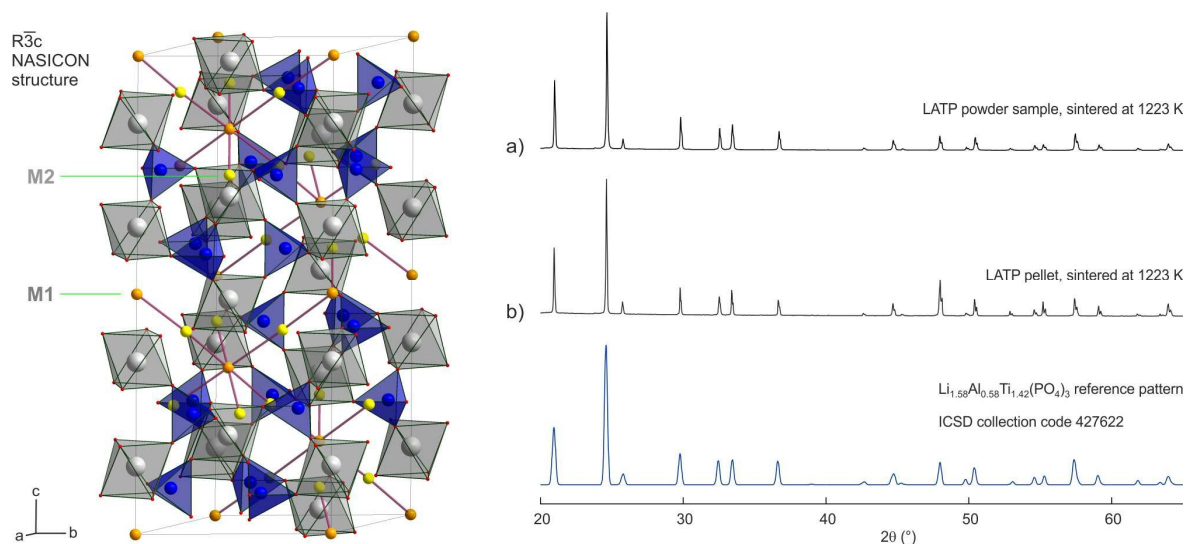 R3̅c
NASICON
structure
M2
M1
c
a
b
a)
LATP powder sample, sintered at 1223 K
b)
LATP pellet, sintered at 1223 K
Li1.58Al0.58Ti1.42(PO4)3 reference pattern
ICSD collection code 427622
20
30
40
50
60
2θ (°)